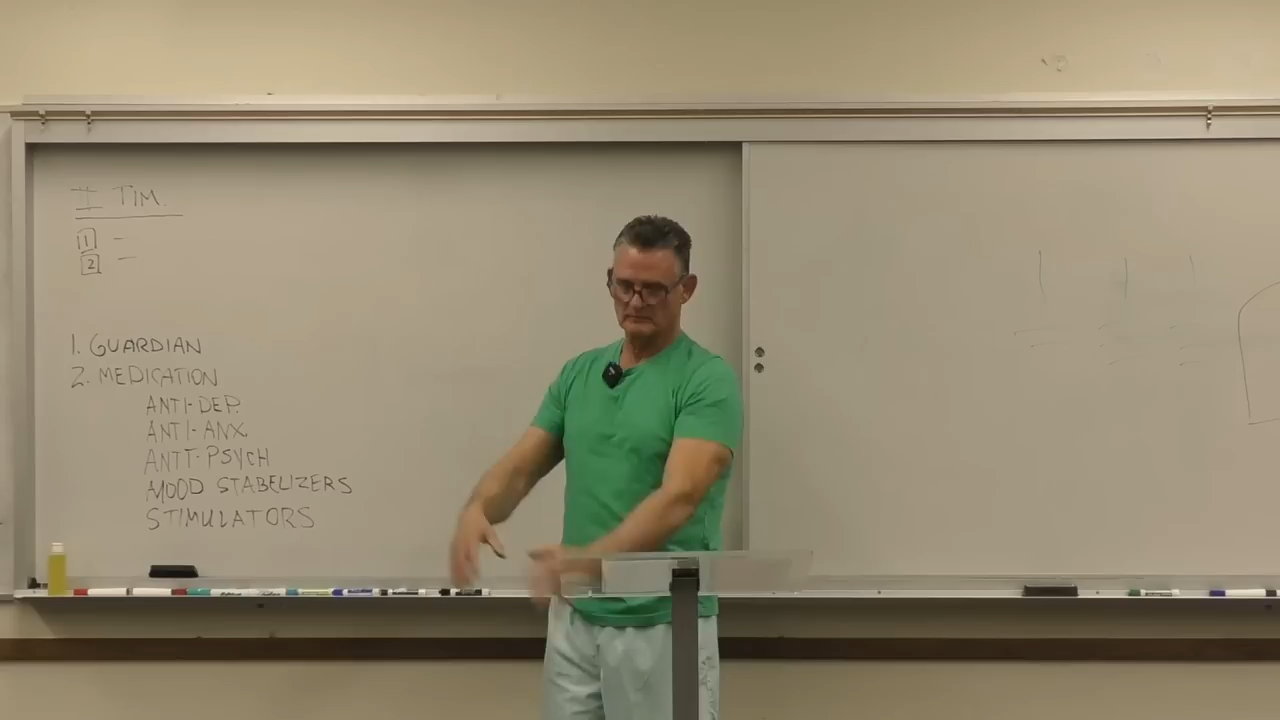 II TIM.
1 -
2 -
1. GUARDIAN
2. MEDICATION
ANTI-DEP.
ANTI-ANX.
ANTI-PSYCH
MOOD STABELIZERS
STIMULATORS